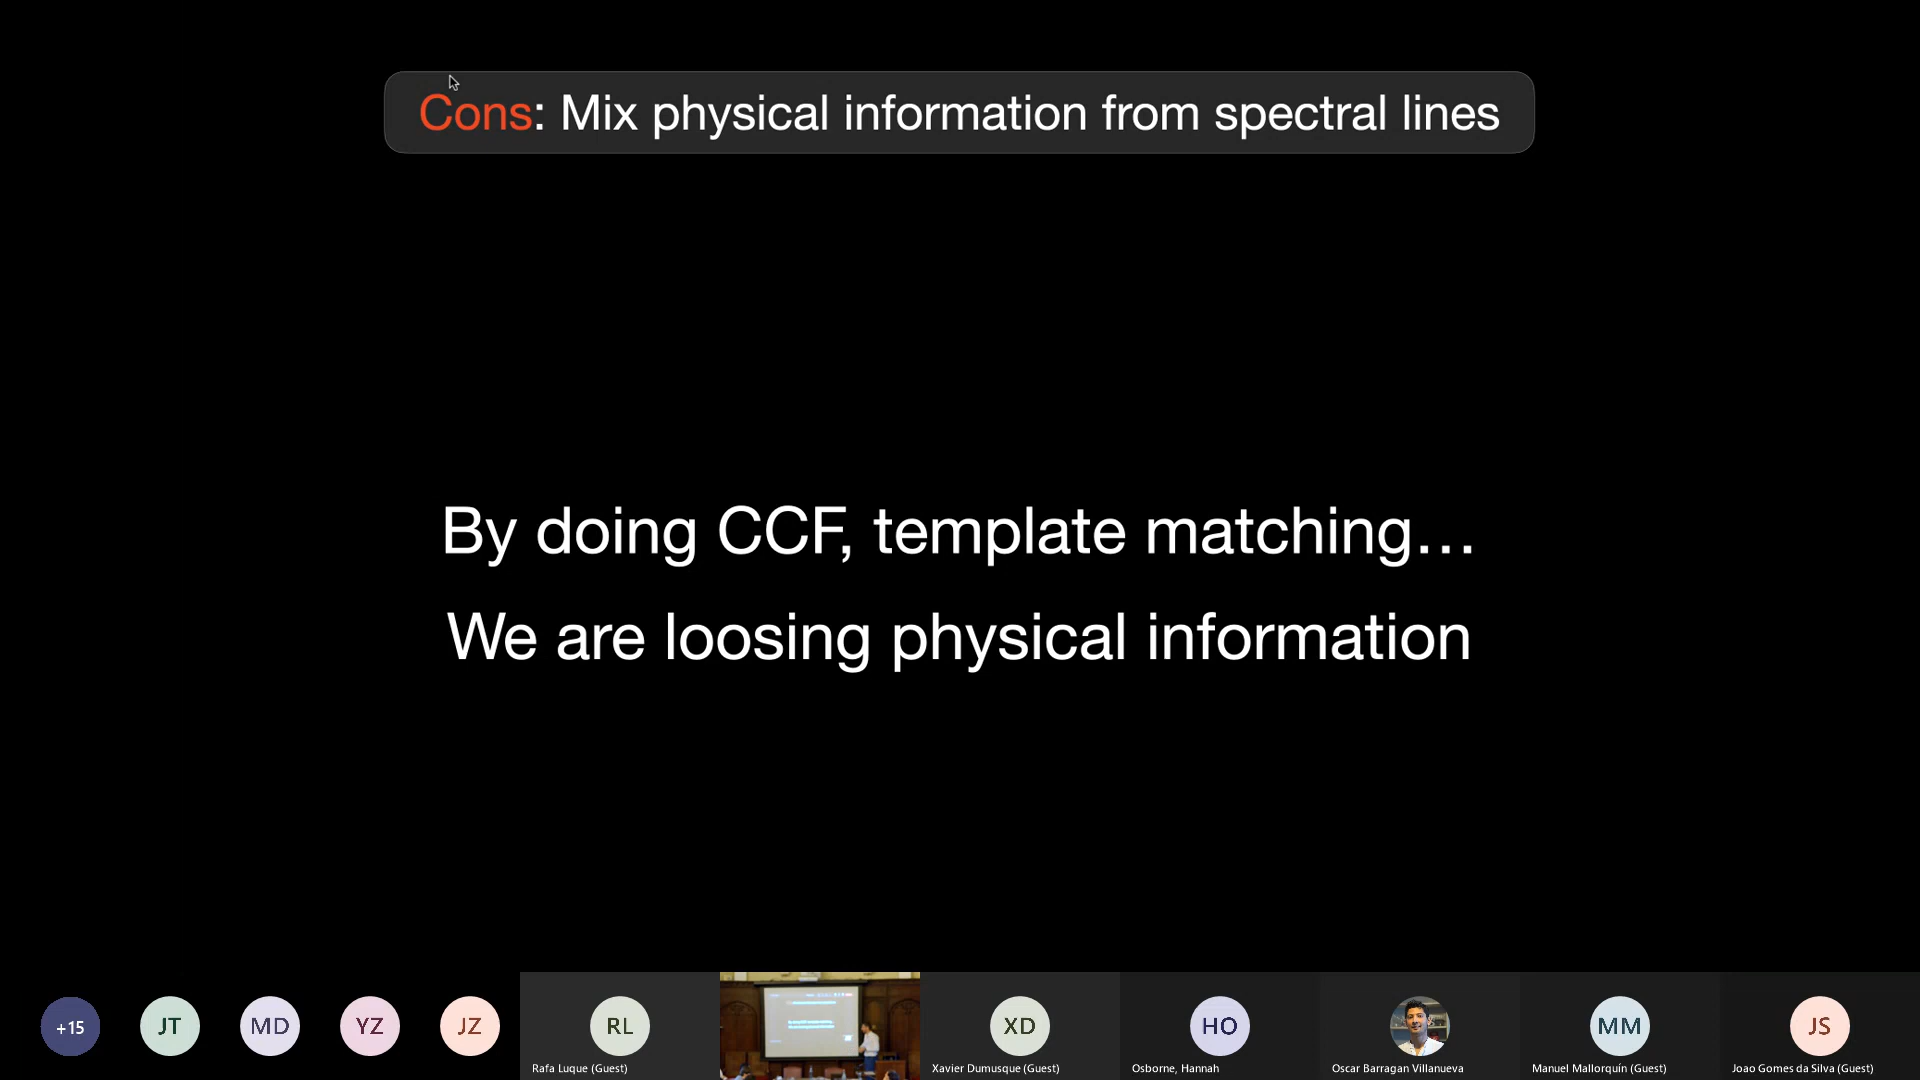 Cons: Mix physical information from spectral lines
By doing CCF, template matching...
We are loosing physical information
+15
JT
MD
YZ
JZ
RL
XD
HO
MM
JS
Rafa Luque (Guest)
Xavier Dumusque (Guest)
Osborne, Hannah
Oscar Barragan Villanueva
Manuel Mallorquín (Guest)
Joao Gomes da Silva (Guest)